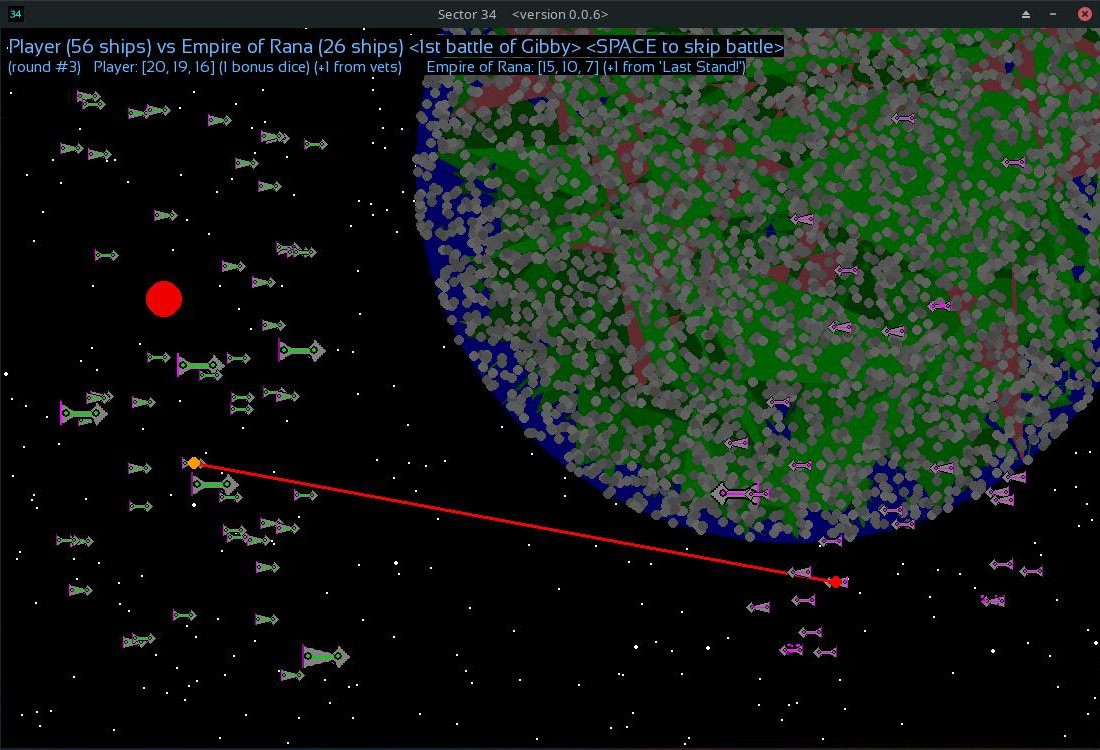 34
Sector 34 <version 0.0.6>
Player (56 ships) vs Empire of Rana (26 ships) <1st battle of Gibby> <SPACE to skip battle>
(round #3) Player: [20, 19, 16] (1 bonus dice) (+1 from vets) Empire of Rana: [15, 10, 7] (+1 from 'Last Stand!')